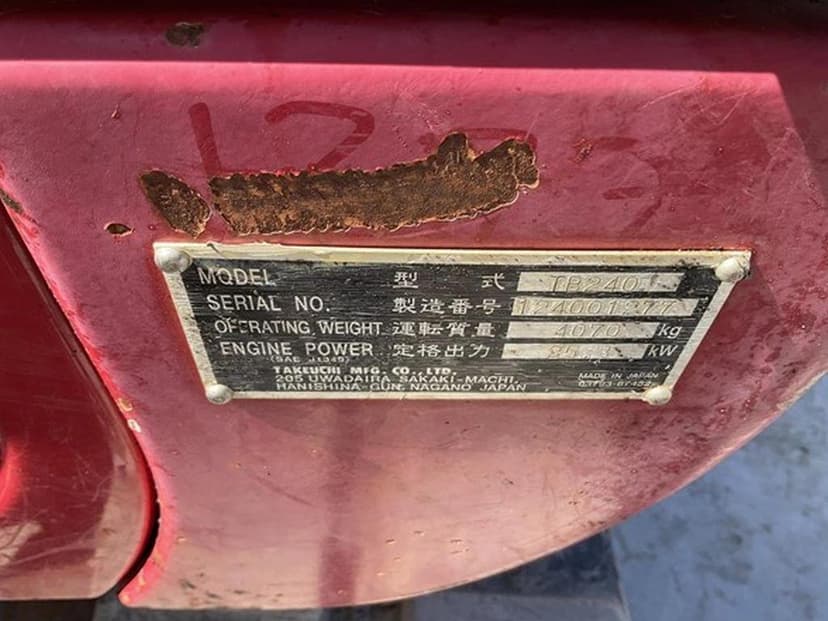 MODEL 型 式 TB240
SERIAL NO. 製造番号 124001277
OPERATING WEIGHT 運転質量 4070 kg
ENGINE POWER 定格出力 kW
(SAE J1349)
TAKEUCHI MFG. CO., LTD.
205 UWADAIRA SAKAKI-MACHI,
HANISHINA-GUN, NAGANO JAPAN
MADE IN JAPAN